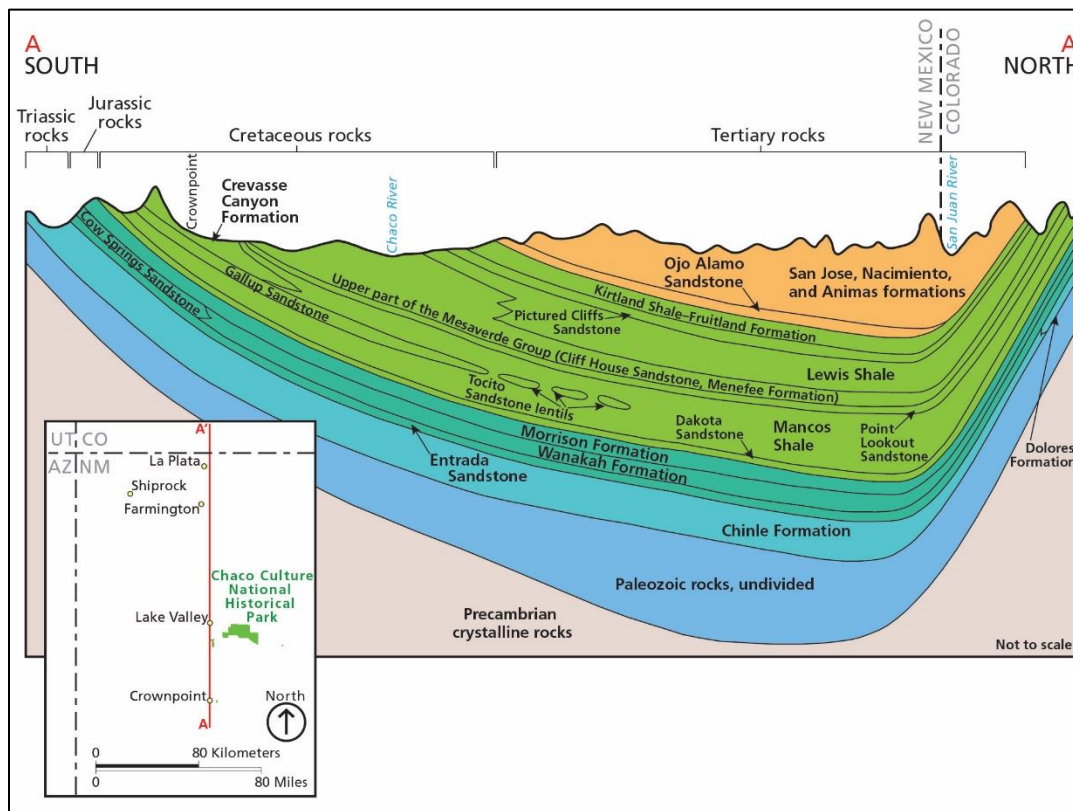 A
SOUTH
A
NORTH
NEW MEXICO
COLORADO
Triassic
rocks
Jurassic
rocks
Cretaceous rocks
Tertiary rocks
Crownpoint
Crevasse
Canyon
Formation
Chaco River
San Juan River
Cow Springs Sandstone
Gallup Sandstone
Upper part of the Mesaverde Group (Cliff House Sandstone, Menefee Formation)
Pictured Cliffs
Sandstone
Ojo Alamo
Sandstone
San Jose, Nacimiento,
and Animas formations
Kirtland Shale–Fruitland Formation
Lewis Shale
Tocito
Sandstone lentils
Dakota
Sandstone
Mancos
Shale
Point
Lookout
Sandstone
Dolores
Formation
Morrison Formation
Wanakah Formation
Entrada
Sandstone
Chinle Formation
Paleozoic rocks, undivided
Precambrian
crystalline rocks
Not to scale
UT CO
AZ NM
A'
La Plata
Shiprock
Farmington
Chaco Culture
National
Historical
Park
Lake Valley
Crownpoint
A
North
0 80 Kilometers
0 80 Miles